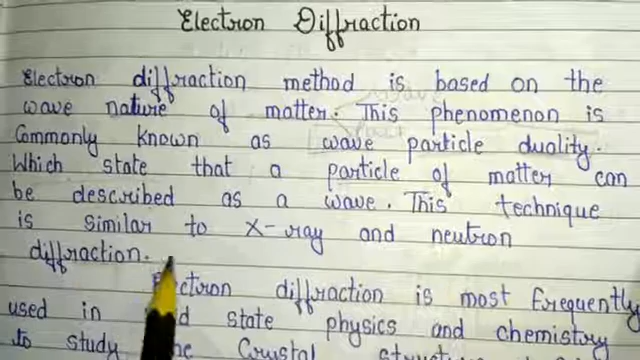 Electron Diffraction
Electron diffraction method is based on the
wave nature of matter. This phenomenon is
Commonly known as wave particle duality.
Which state that a particle of matter can
be described as a wave. This technique
is similar to X-ray and neutron
diffraction.
diffraction is most frequently
used in state physics and chemistry
to study Crystal